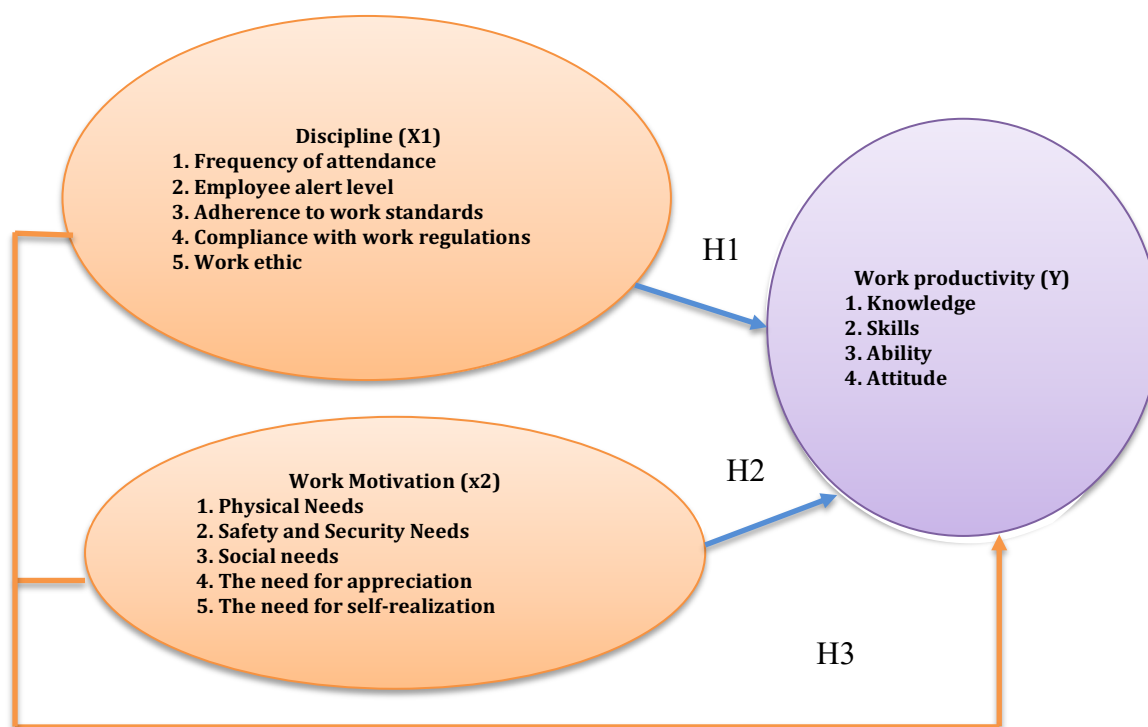 Discipline (X1)
1. Frequency of attendance
2. Employee alert level
3. Adherence to work standards
4. Compliance with work regulations
5. Work ethic
H1
Work productivity (Y)
1. Knowledge
2. Skills
3. Ability
4. Attitude
Work Motivation (x2)
1. Physical Needs
2. Safety and Security Needs
3. Social needs
4. The need for appreciation
5. The need for self-realization
H2
H3